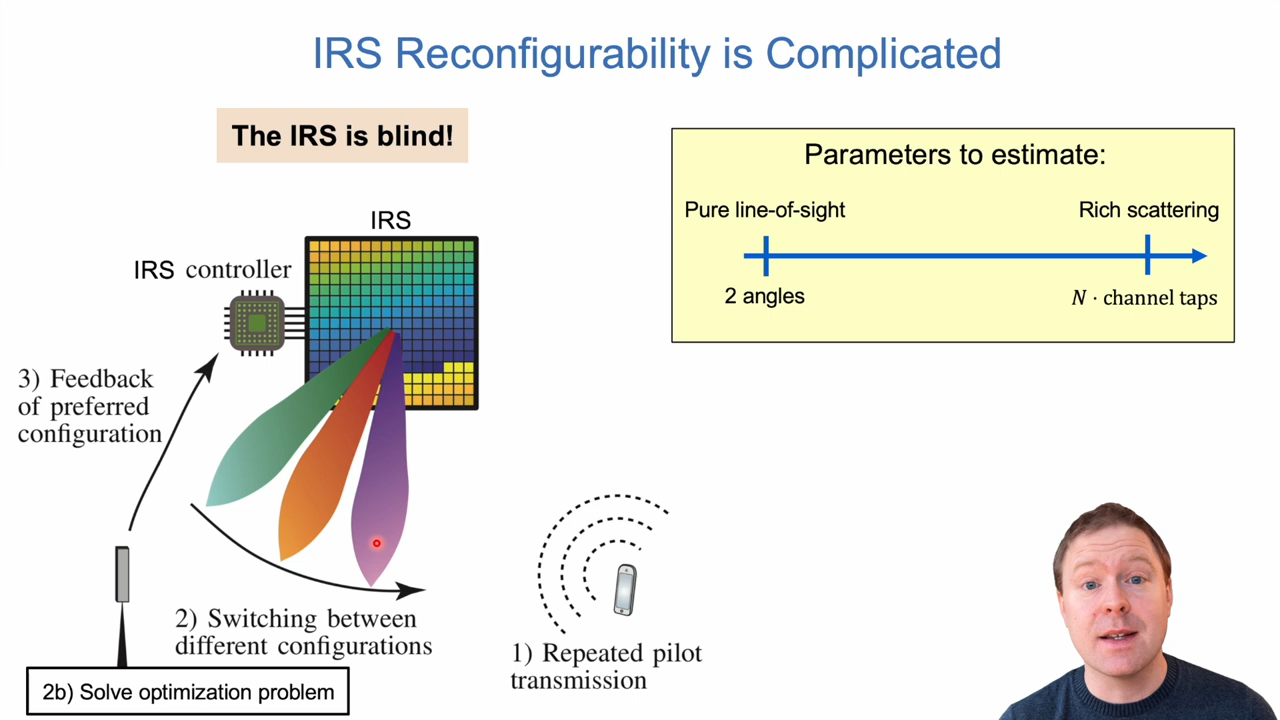 IRS Reconfigurability is Complicated
The IRS is blind!
IRS
IRS controller
3) Feedback
of preferred
configuration
2) Switching between
different configurations
2b) Solve optimization problem
1) Repeated pilot
transmission
Parameters to estimate:
Pure line-of-sight
Rich scattering
2 angles
N · channel taps